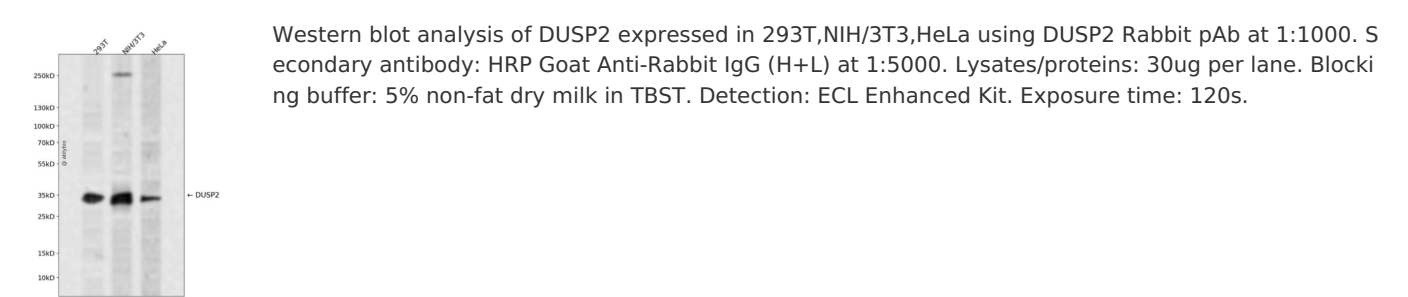 293T NIH/3T3 HeLa
250kD
130kD
100kD
70kD
55kD
35kD
← DUSP2
25kD
15kD
10kD
Western blot analysis of DUSP2 expressed in 293T,NIH/3T3,HeLa using DUSP2 Rabbit pAb at 1:1000. S
econdary antibody: HRP Goat Anti-Rabbit IgG (H+L) at 1:5000. Lysates/proteins: 30ug per lane. Blocki
ng buffer: 5% non-fat dry milk in TBST. Detection: ECL Enhanced Kit. Exposure time: 120s.